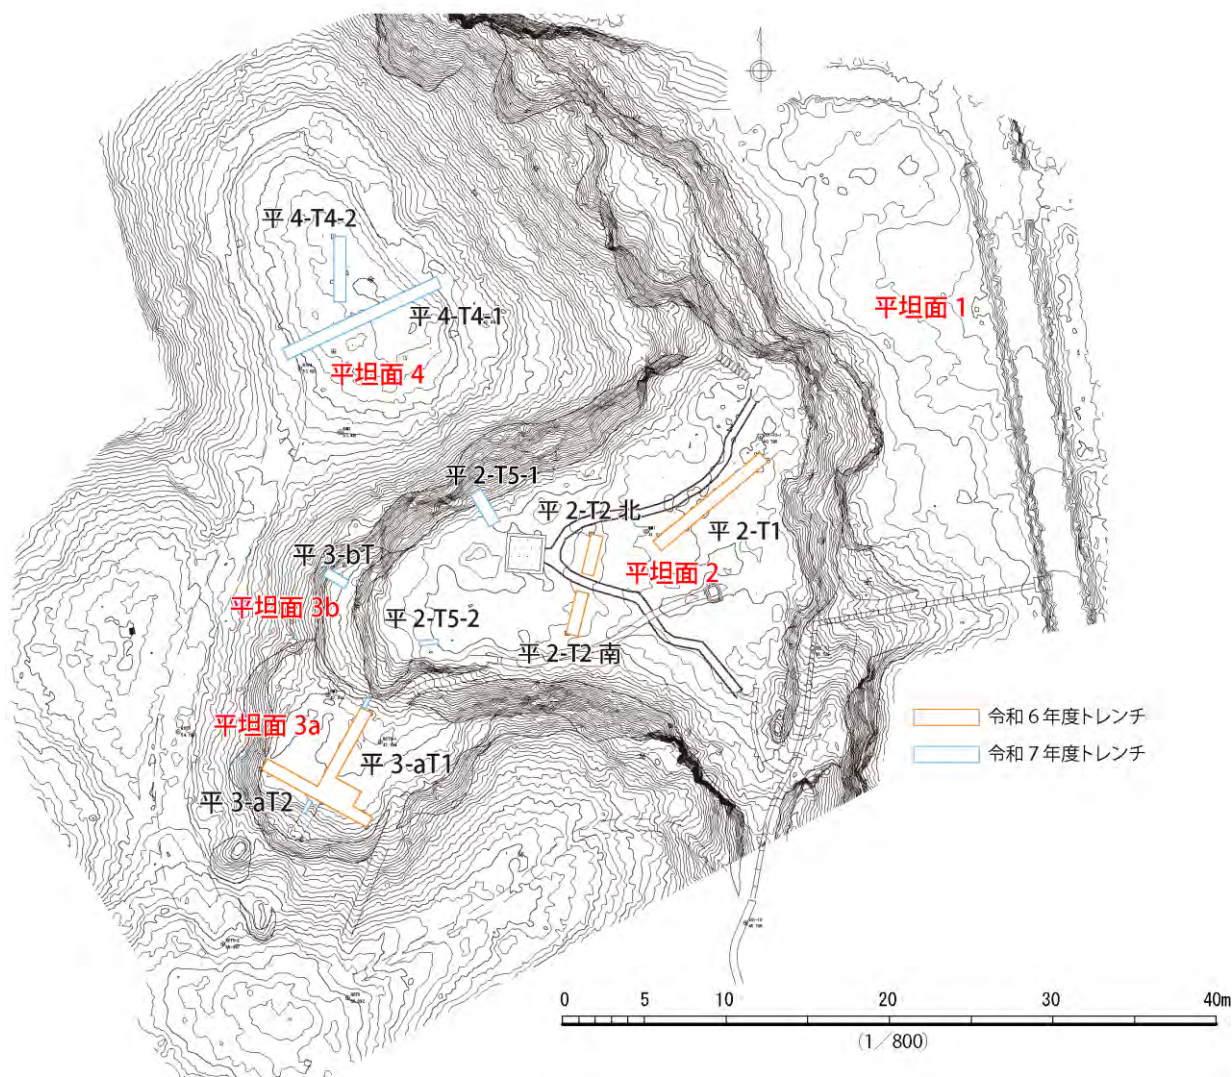 平 4-T4-2
平坦面 1
平 4-T4-1
平坦面 4
平 2-T5-1
平 2-T2 北
平 2-T1
平 3-bT
平坦面 2
平坦面 3b
平 2-T5-2
平 2-T2 南
平坦面 3a
令和６年度トレンチ
令和７年度トレンチ
平 3-aT1
平 3-aT2
0 5 10 20 30 40m
(1／800)